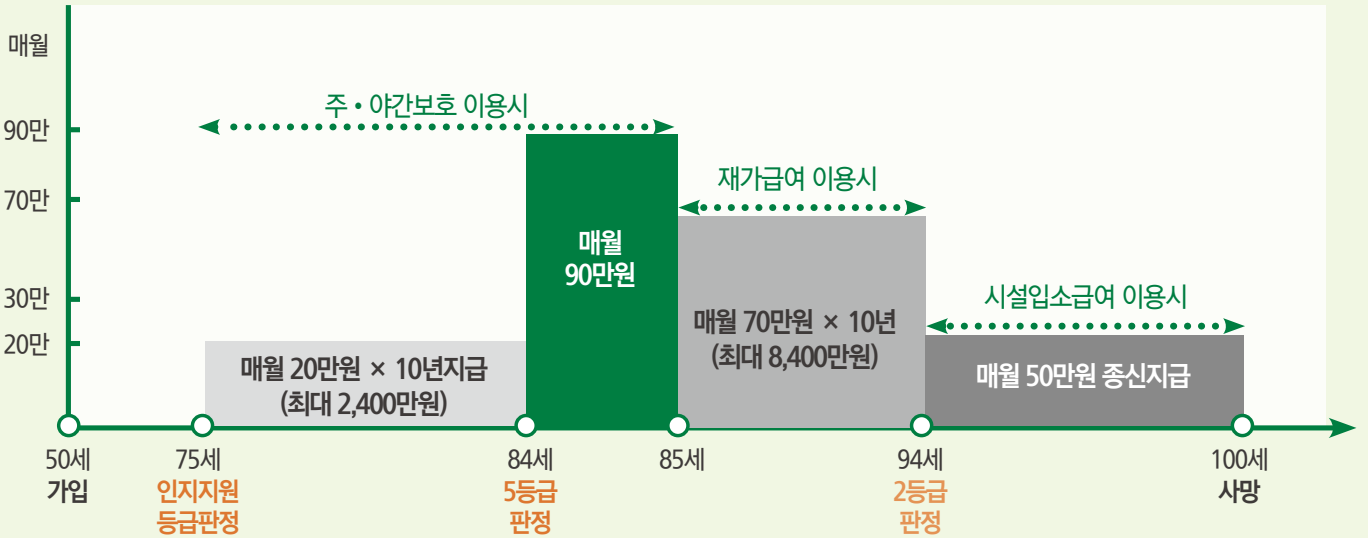 매월
90만
70만
30만
20만
주 • 야간보호 이용시
재가급여 이용시
시설입소급여 이용시
매월 20만원 × 10년지급
(최대 2,400만원)
매월
90만원
매월 70만원 × 10년
(최대 8,400만원)
매월 50만원 종신지급
50세
가입
75세
인지지원
등급판정
84세
5등급
판정
85세
94세
2등급
판정
100세
사망